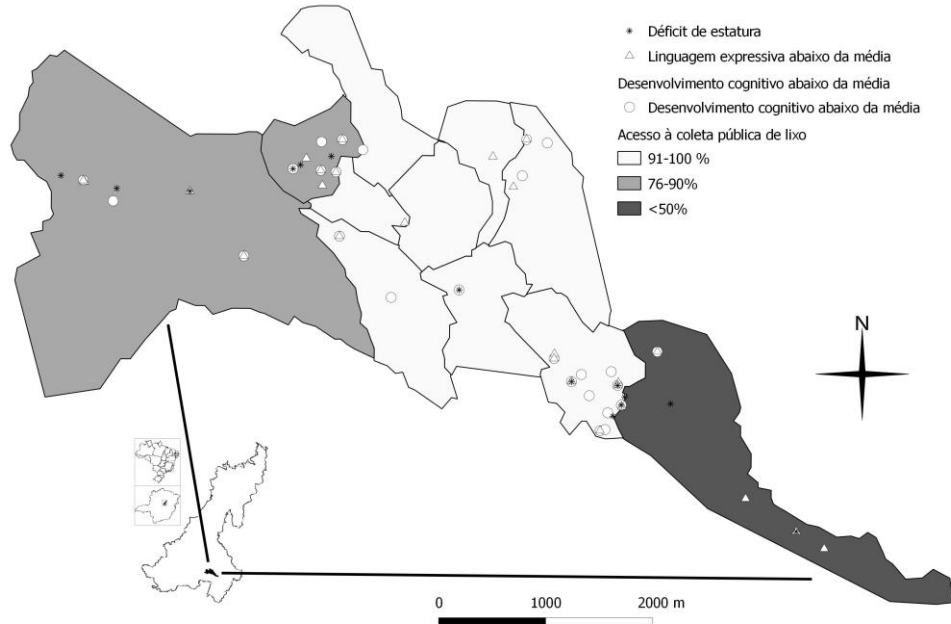 Déficit de estatura
Linguagem expressiva abaixo da média
Desenvolvimento cognitivo abaixo da média
Desenvolvimento cognitivo abaixo da média
Acesso à coleta pública de lixo
91-100 %
76-90%
<50%
N
0 1000 2000 m